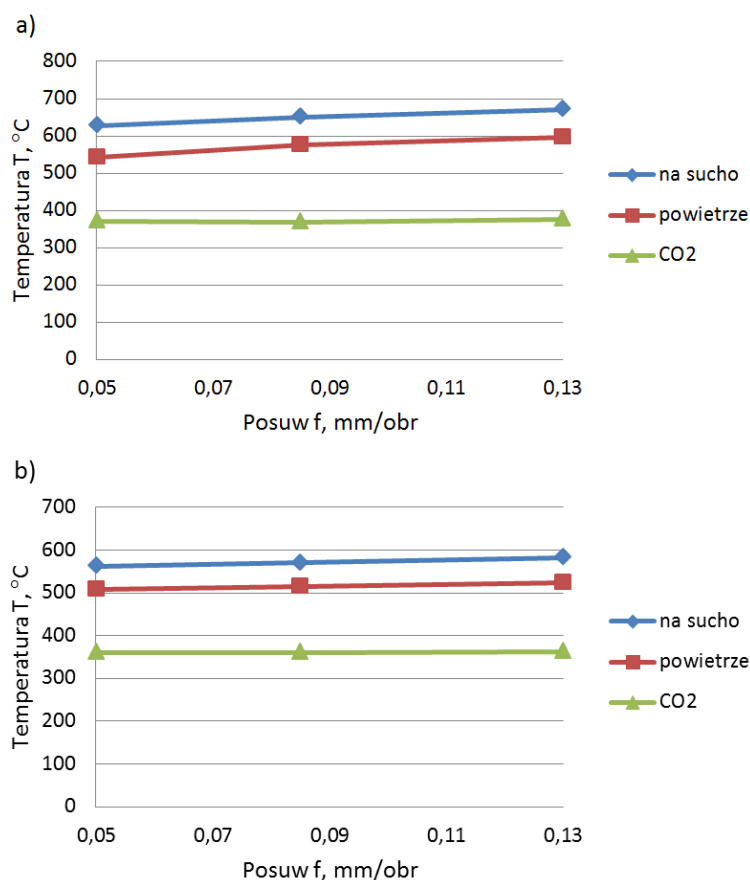 a)
800
700
600
500
400
300
200
100
0
Temperatura T, °C
0,05 0,07 0,09 0,11 0,13
Posuw f, mm/obr
na sucho
powietrze
CO2
b)
700
600
500
400
300
200
100
0
Temperatura T, °C
0,05 0,07 0,09 0,11 0,13
Posuw f, mm/obr
na sucho
powietrze
CO2